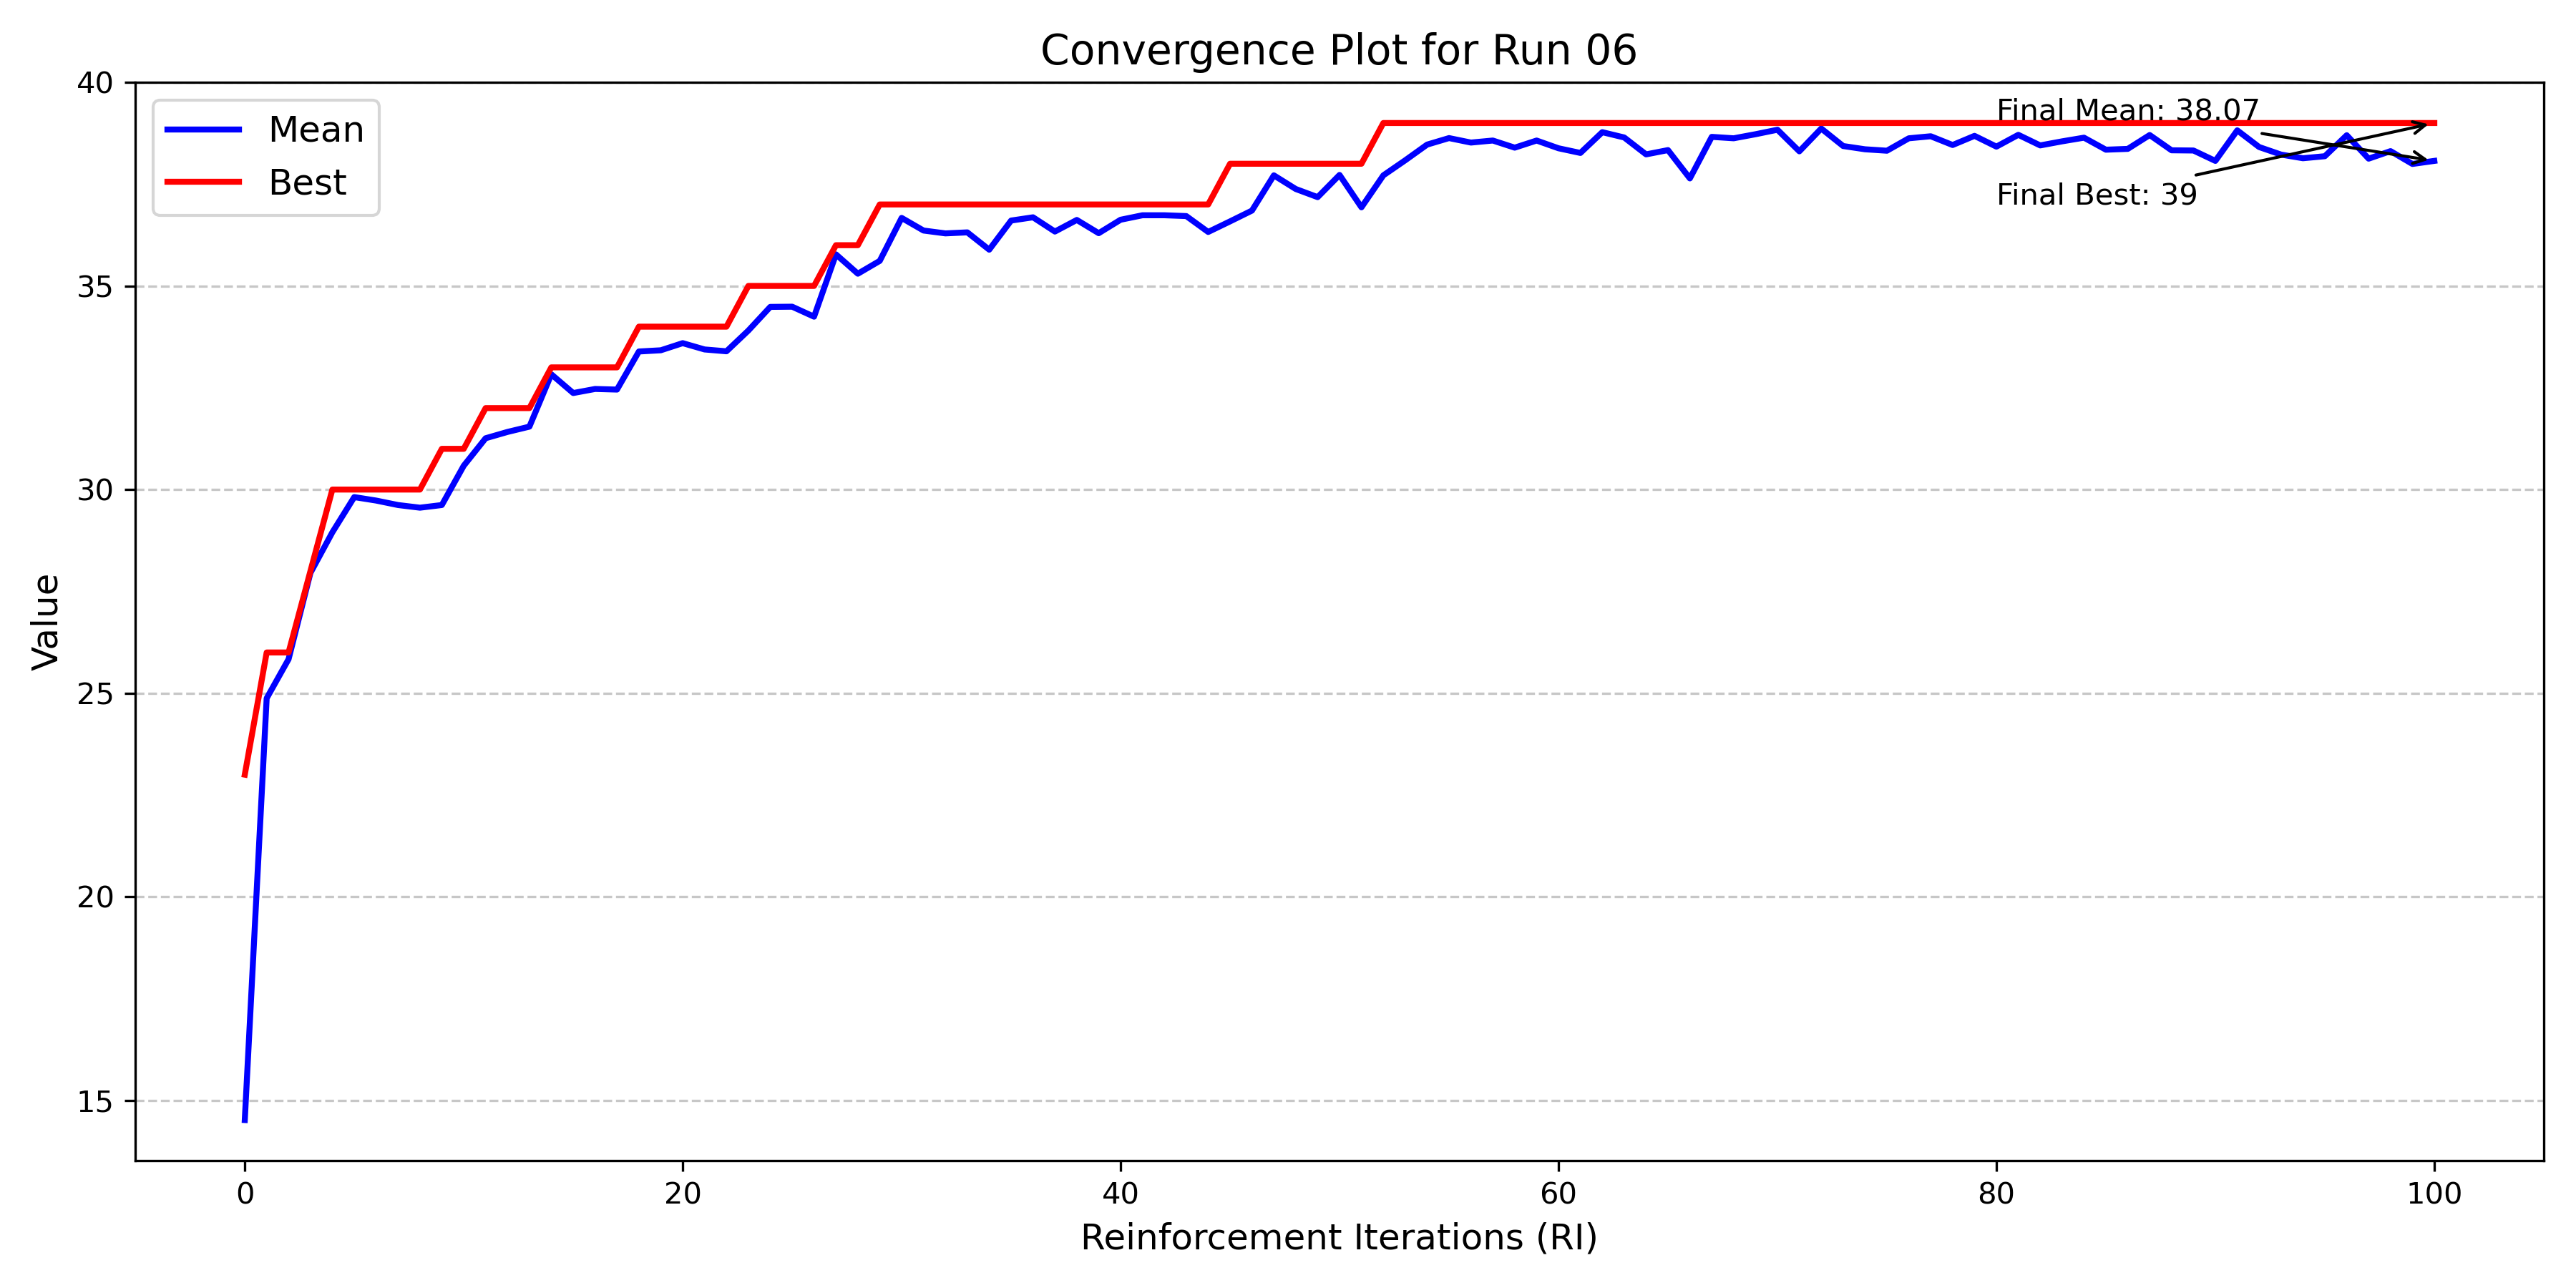 Convergence Plot for Run 06
Mean
Best
Final Mean: 38.07
Final Best: 39
Value
40
35
30
25
20
15
0 20 40 60 80 100
Reinforcement Iterations (RI)